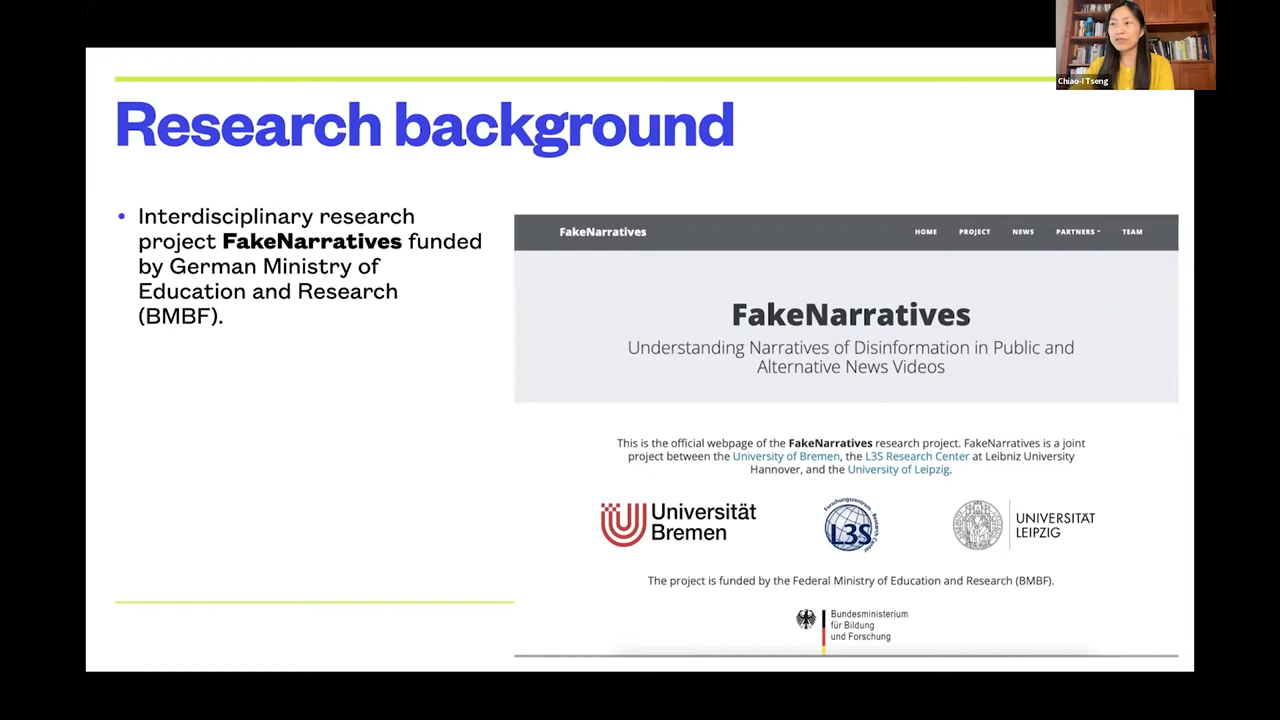 Chiao-I Tseng
Research background
• Interdisciplinary research
project FakeNarratives funded
by German Ministry of
Education and Research
(BMBF).
FakeNarratives
HOME PROJECT NEWS PARTNERS TEAM
FakeNarratives
Understanding Narratives of Disinformation in Public and
Alternative News Videos
This is the official webpage of the FakeNarratives research project. FakeNarratives is a joint
project between the University of Bremen, the L3S Research Center at Leibniz University
Hannover, and the University of Leipzig.
Universität
Bremen
Forschungszentrum
L3S
Research Center
UNIVERSITÄT
LEIPZIG
The project is funded by the Federal Ministry of Education and Research (BMBF).
Bundesministerium
für Bildung
und Forschung